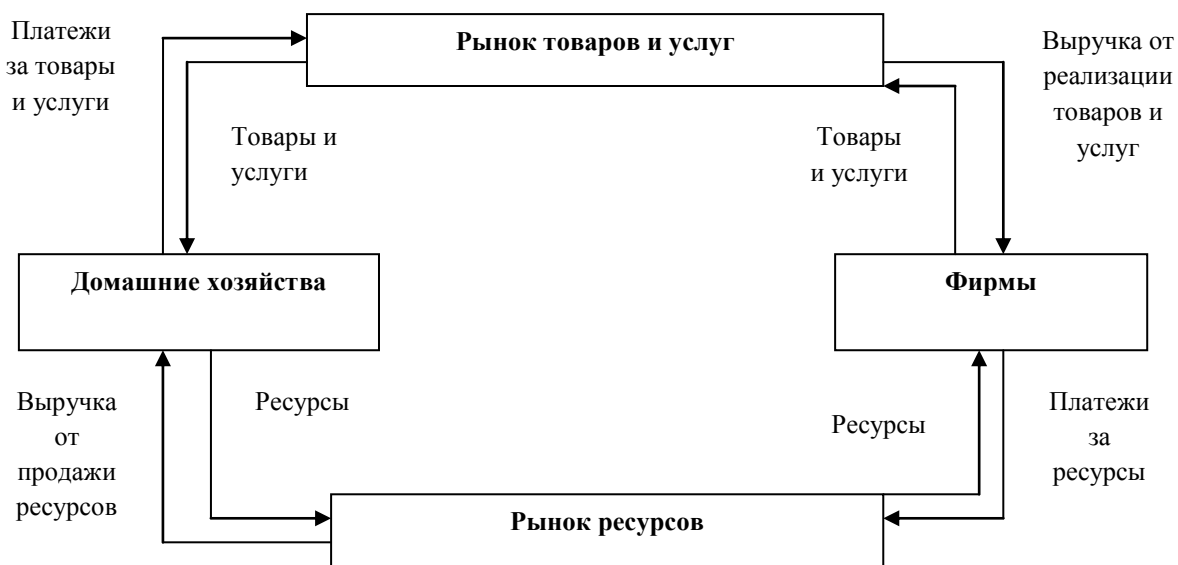 Платежи
за товары
и услуги
Рынок товаров и услуг
Выручка от
реализации
товаров и
услуг
Товары и
услуги
Товары
и услуги
Домашние хозяйства
Фирмы
Выручка
от
продажи
ресурсов
Ресурсы
Ресурсы
Платежи
за
ресурсы
Рынок ресурсов